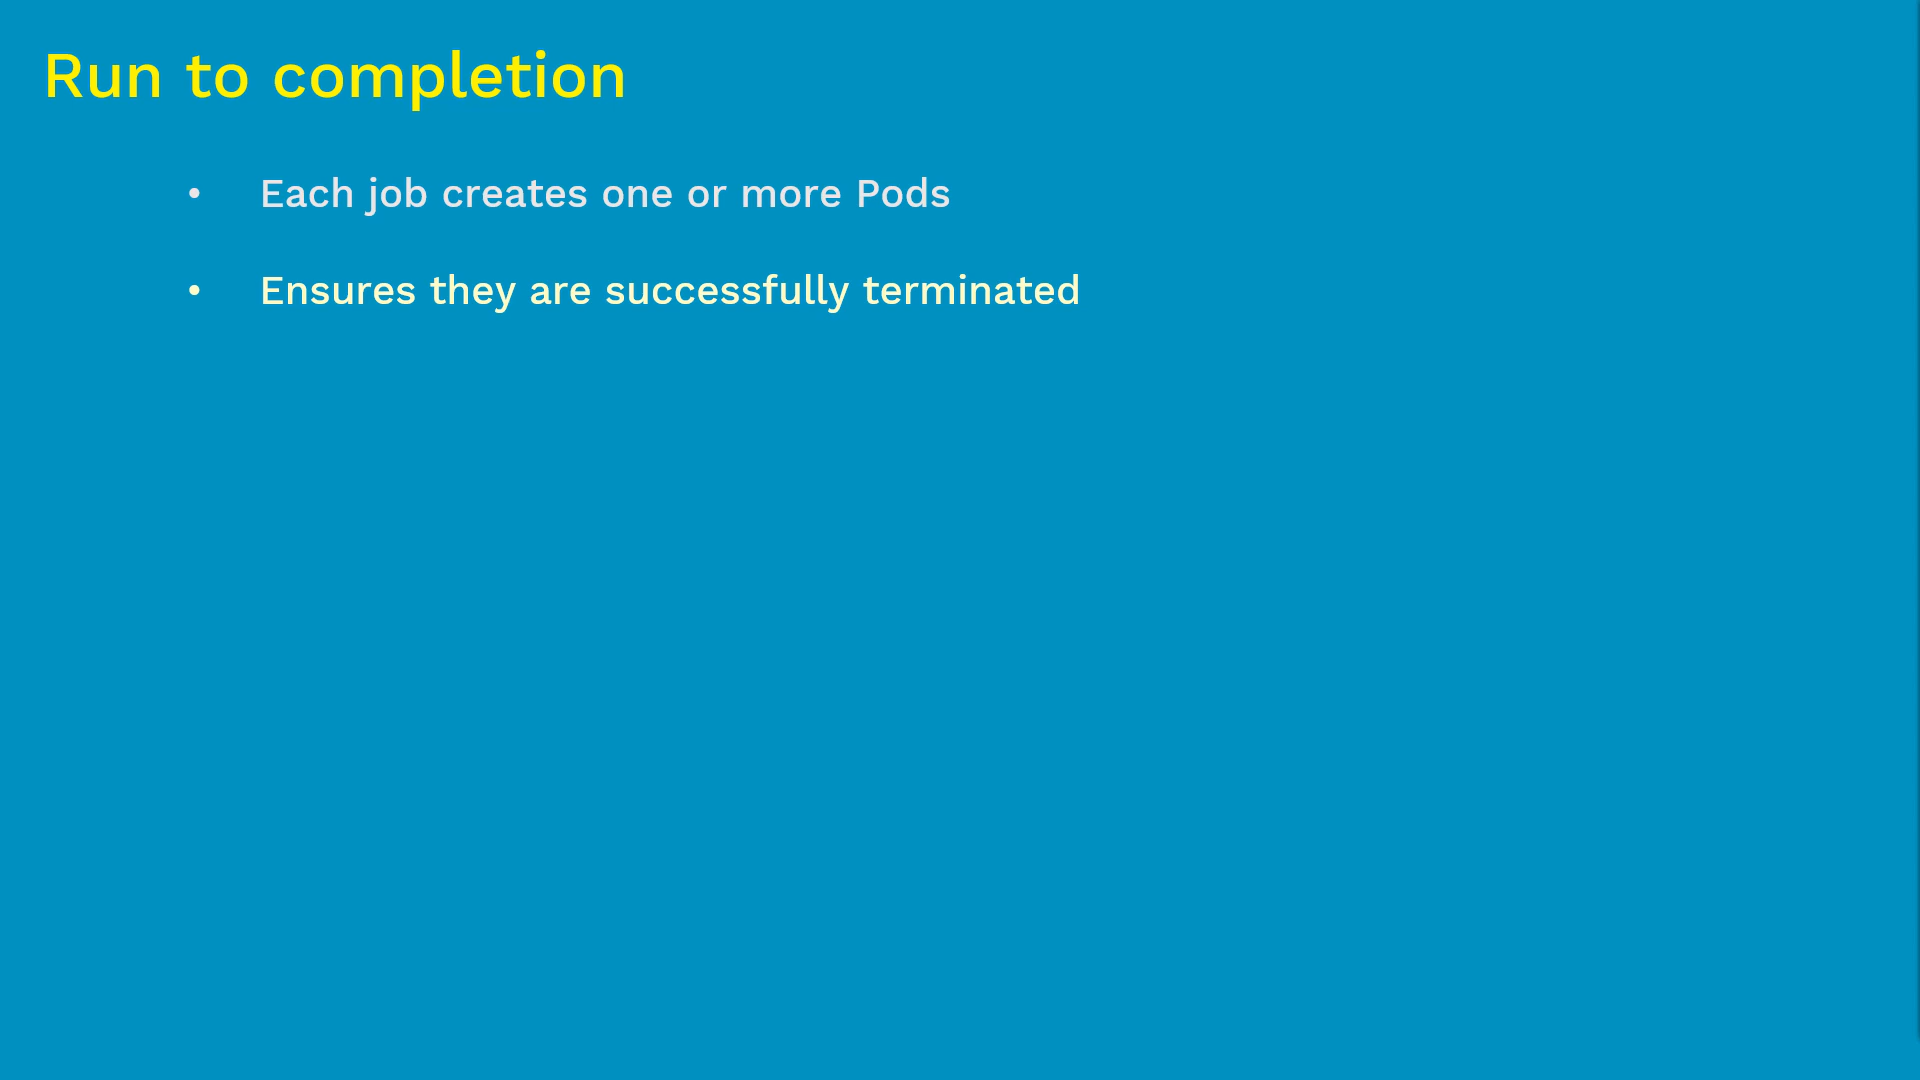 Run to completion
• Each job creates one or more Pods
• Ensures they are successfully terminated